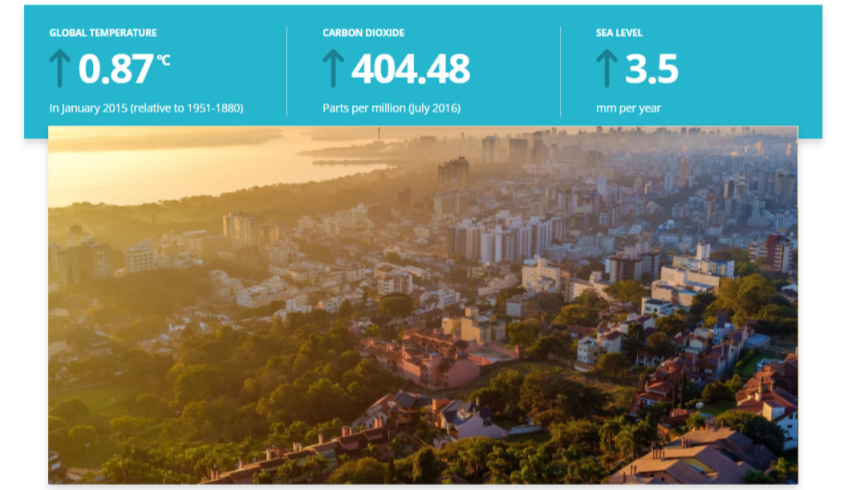 GLOBAL TEMPERATURE
↑ 0.87 °C
In January 2015 (relative to 1951-1880)
CARBON DIOXIDE
↑ 404.48
Parts per million (July 2016)
SEA LEVEL
↑ 3.5
mm per year